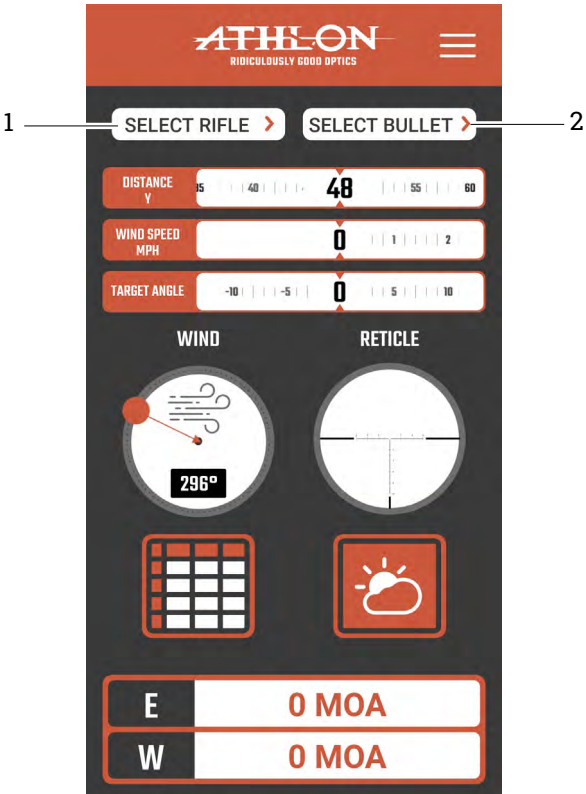 ATHLON
RIDICULOUSLY GOOD OPTICS
1
SELECT RIFLE
SELECT BULLET
2
DISTANCE
Y
35 40 48 55 60
WIND SPEED
MPH
0 1 2
TARGET ANGLE
-10 -5 0 5 10
WIND
RETICLE
296°
E
0 MOA
W
0 MOA